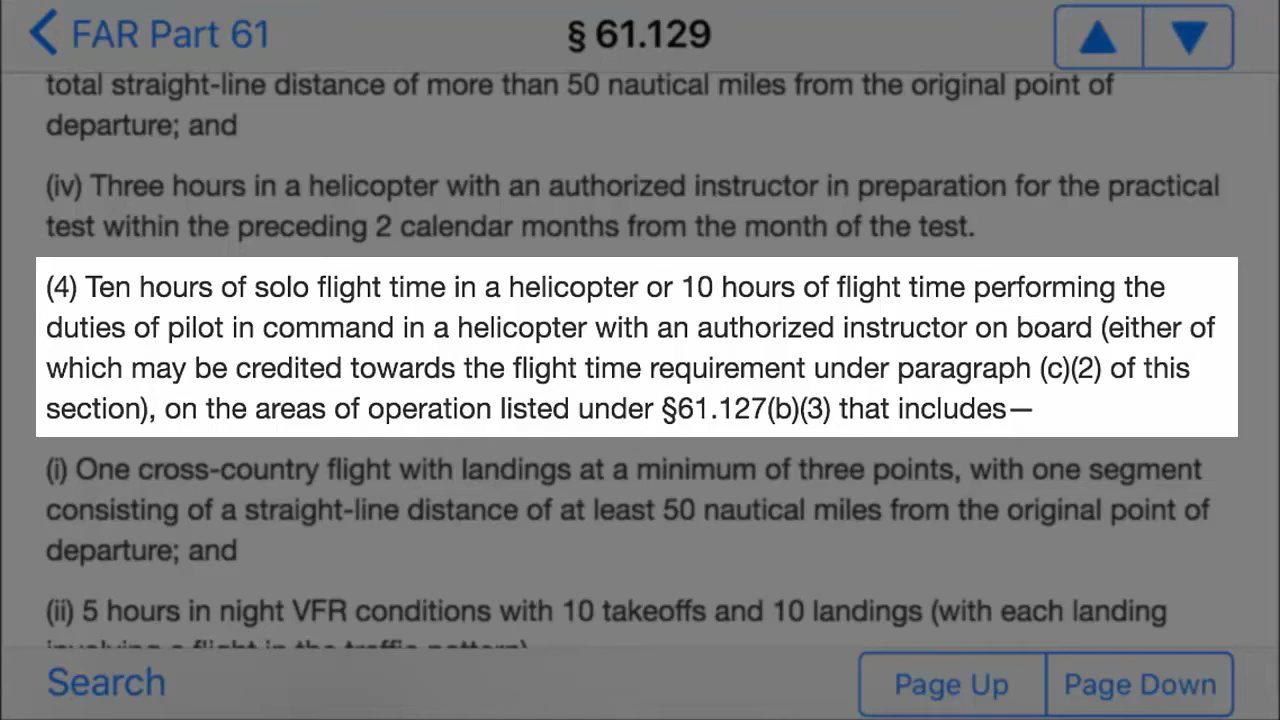 FAR Part 61
§ 61.129
total straight-line distance of more than 50 nautical miles from the original point of
departure; and
(iv) Three hours in a helicopter with an authorized instructor in preparation for the practical
test within the preceding 2 calendar months from the month of the test.
(4) Ten hours of solo flight time in a helicopter or 10 hours of flight time performing the
duties of pilot in command in a helicopter with an authorized instructor on board (either of
which may be credited towards the flight time requirement under paragraph (c)(2) of this
section), on the areas of operation listed under §61.127(b)(3) that includes—
(i) One cross-country flight with landings at a minimum of three points, with one segment
consisting of a straight-line distance of at least 50 nautical miles from the original point of
departure; and
(ii) 5 hours in night VFR conditions with 10 takeoffs and 10 landings (with each landing
involving a flight in the traffic pattern).
Search
Page Up
Page Down